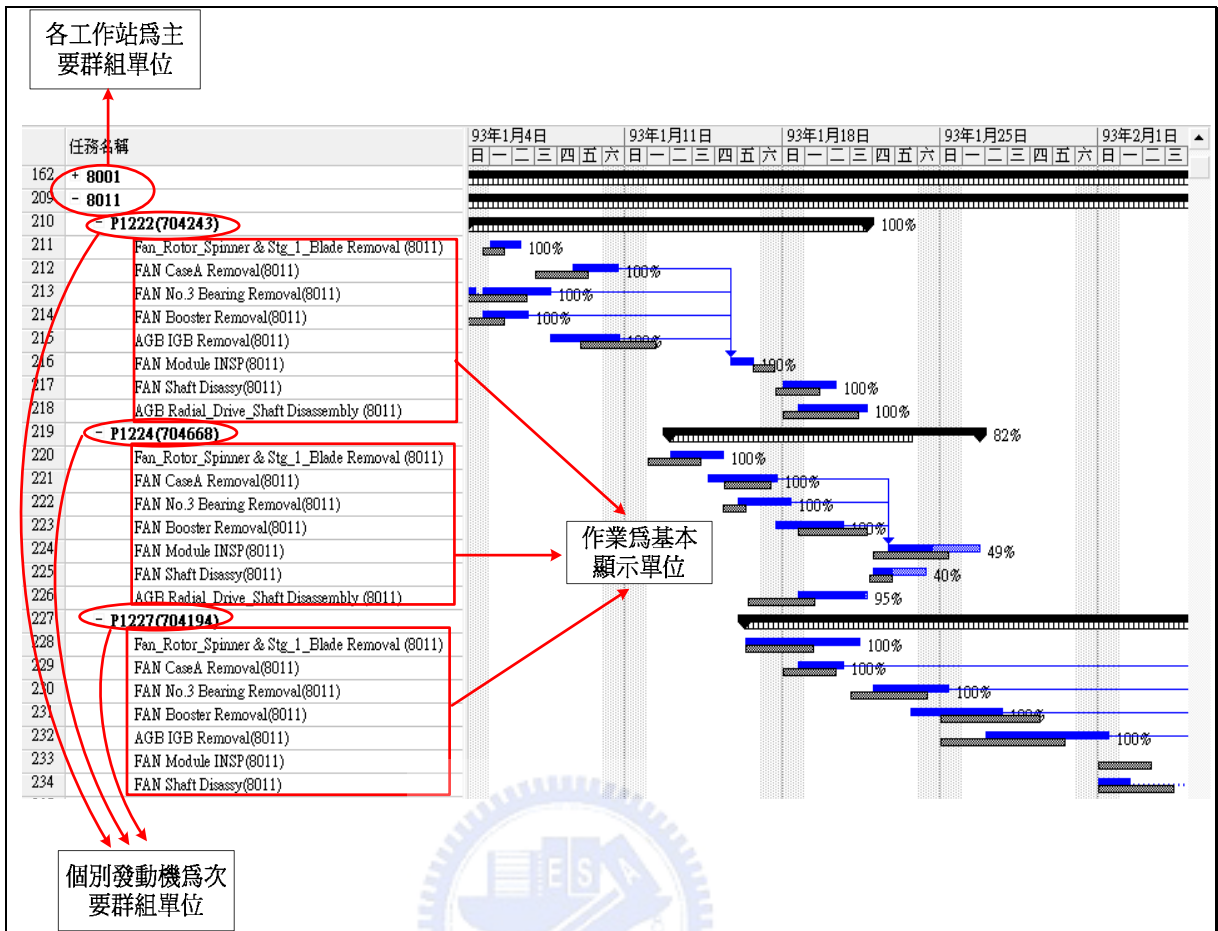 各工作站為主
要群組單位
任務名稱
93年1月4日 93年1月11日 93年1月18日 93年1月25日 93年2月1日
日 一 二 三 四 五 六 日 一 二 三 四 五 六 日 一 二 三 四 五 六 日 一 二 三 四 五 六 日 一 二 三
162 + 8001
209 - 8011
210 - P1222(704243) 100%
211 Fan_Rotor_Spinner & Stg_1_Blade Removal (8011) 100%
212 FAN CaseA Removal(8011) 100%
213 FAN No.3 Bearing Removal(8011) 100%
214 FAN Booster Removal(8011) 100%
215 AGB IGB Removal(8011) 100%
216 FAN Module INSP(8011) 100%
217 FAN Shaft Disassy(8011) 100%
218 AGB Radial_Drive_Shaft Disassembly (8011) 100%
219 - P1224(704668) 82%
220 Fan_Rotor_Spinner & Stg_1_Blade Removal (8011) 100%
221 FAN CaseA Removal(8011) 100%
222 FAN No.3 Bearing Removal(8011) 100%
223 FAN Booster Removal(8011) 100%
224 FAN Module INSP(8011) 49%
225 FAN Shaft Disassy(8011) 40%
226 AGB Radial_Drive_Shaft Disassembly (8011) 95%
227 - P1227(704194)
228 Fan_Rotor_Spinner & Stg_1_Blade Removal (8011) 100%
229 FAN CaseA Removal(8011) 100%
230 FAN No.3 Bearing Removal(8011) 100%
231 FAN Booster Removal(8011) 100%
232 AGB IGB Removal(8011) 100%
233 FAN Module INSP(8011)
234 FAN Shaft Disassy(8011)
作業為基本
顯示單位
個別發動機為次
要群組單位
ESA